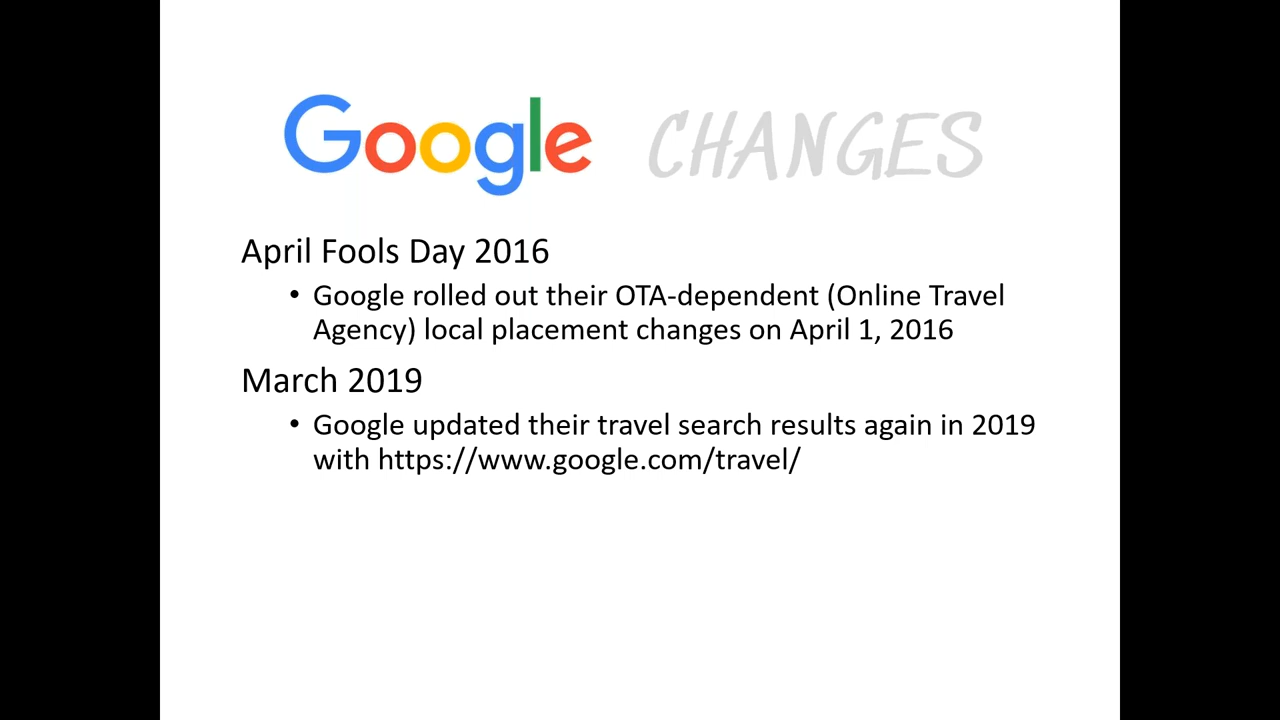 Google CHANGES
April Fools Day 2016
• Google rolled out their OTA-dependent (Online Travel
Agency) local placement changes on April 1, 2016
March 2019
• Google updated their travel search results again in 2019
with https://www.google.com/travel/